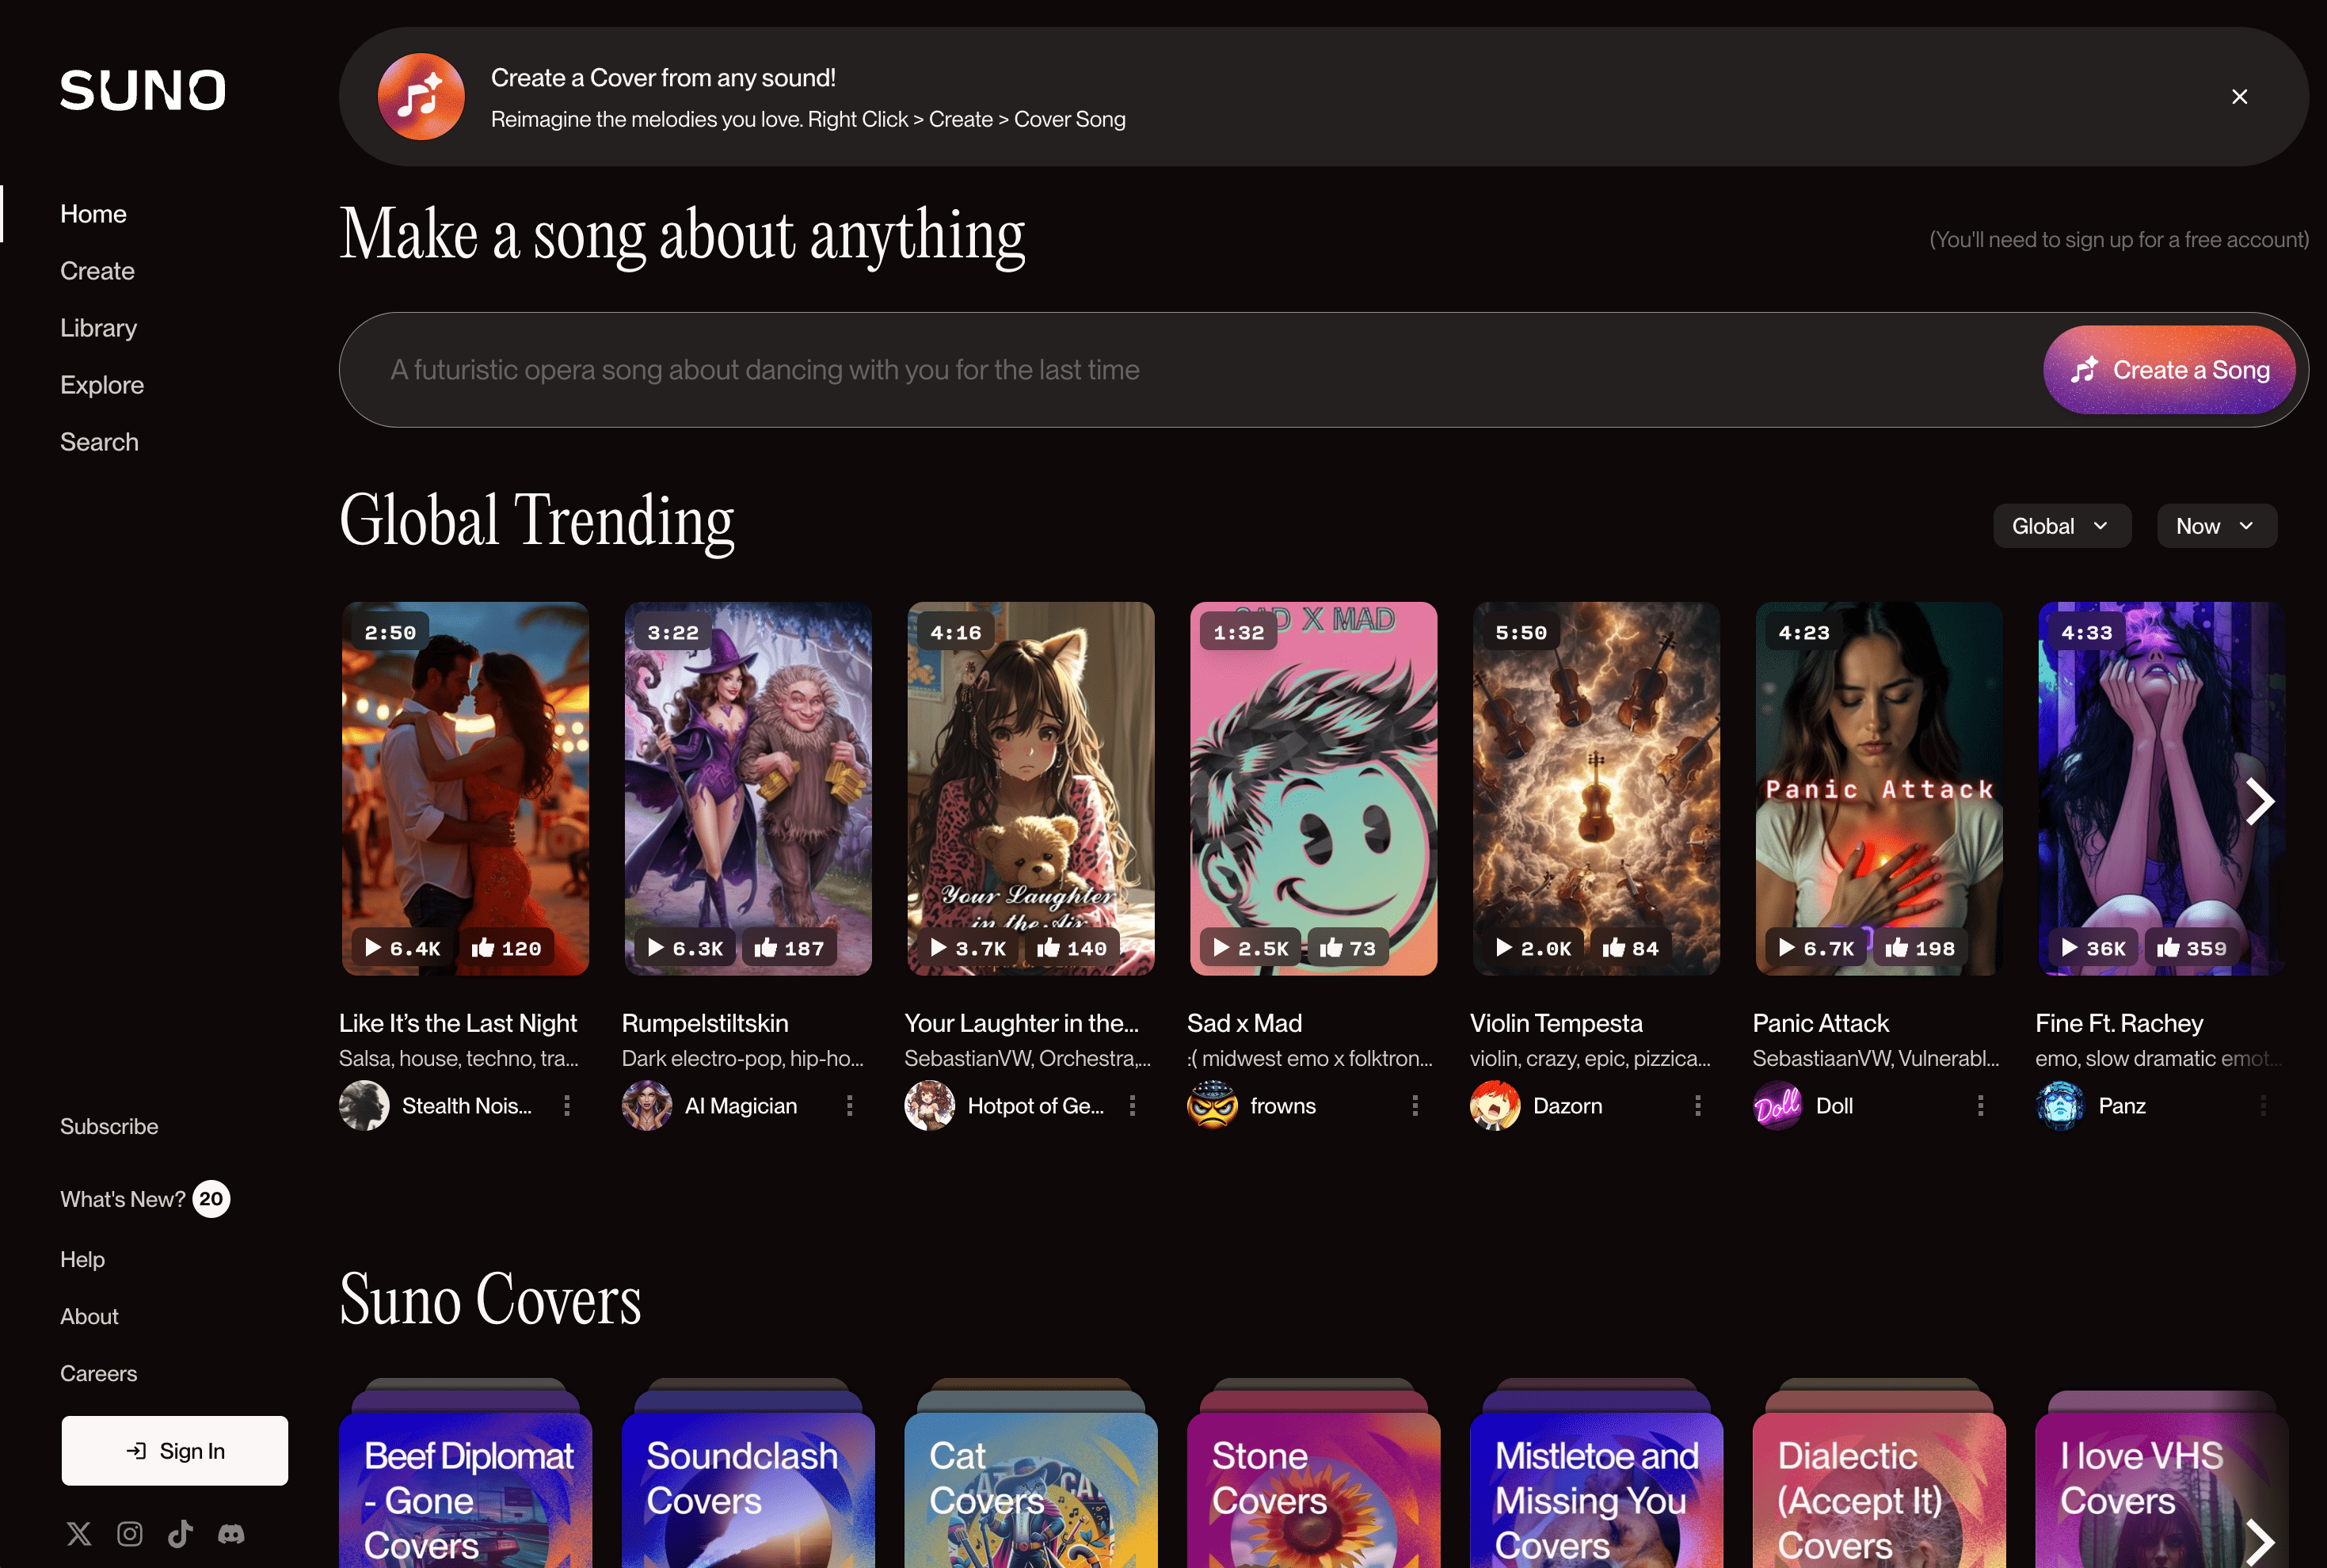 SUNO
Home
Create
Library
Explore
Search
Subscribe
What's New? 20
Help
About
Careers
Sign In
Create a Cover from any sound!
Reimagine the melodies you love. Right Click > Create > Cover Song
Make a song about anything
(You'll need to sign up for a free account)
A futuristic opera song about dancing with you for the last time
Create a Song
Global Trending
Global
Now
2:50
6.4K 120
Like It’s the Last Night
Salsa, house, techno, tra...
Stealth Nois...
3:22
6.3K 187
Rumpelstiltskin
Dark electro-pop, hip-ho...
AI Magician
4:16
Your Laughter
in the Air
3.7K 140
Your Laughter in the...
SebastianVW, Orchestra,...
Hotpot of Ge...
SAD X MAD
1:32
2.5K 73
Sad x Mad
:( midwest emo x folktron...
frowns
5:50
2.0K 84
Violin Tempesta
violin, crazy, epic, pizzica...
Dazorn
4:23
Panic Attack
6.7K 198
Panic Attack
SebastiaanVW, Vulnerabl...
Doll
Doll
4:33
36K 359
Fine Ft. Rachey
emo, slow dramatic emot...
Panz
Suno Covers
Beef Diplomat
- Gone
Covers
Soundclash
Covers
Cat
Covers
Stone
Covers
Mistletoe and
Missing You
Covers
Dialectic
(Accept It)
Covers
I love VHS
Covers